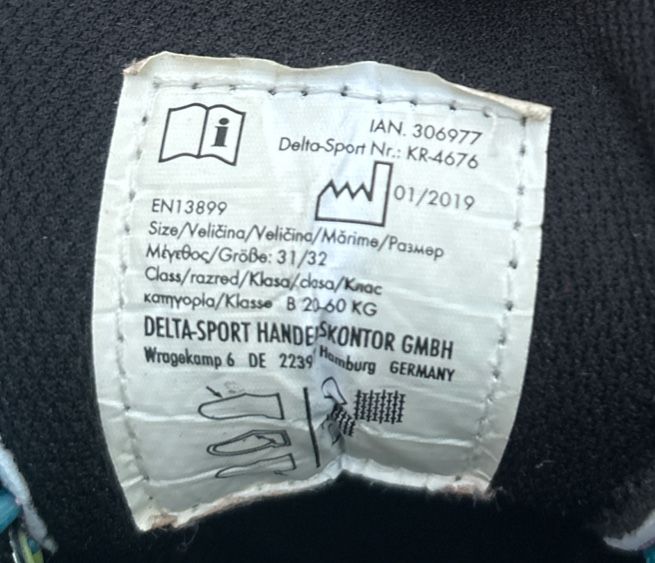 i
IAN. 306977
Delta-Sport Nr.: KR-4676
01/2019
EN13899
Size/Veličina/Veličina/Mărime/Размер
Μέγεθος/Größe: 31/32
Class/razred/Klasa/clasa/Клас
κατηγορία/Klasse B 20-60 KG
DELTA-SPORT HANDELSKONTOR GMBH
Wragekamp 6 DE 2239 Hamburg GERMANY